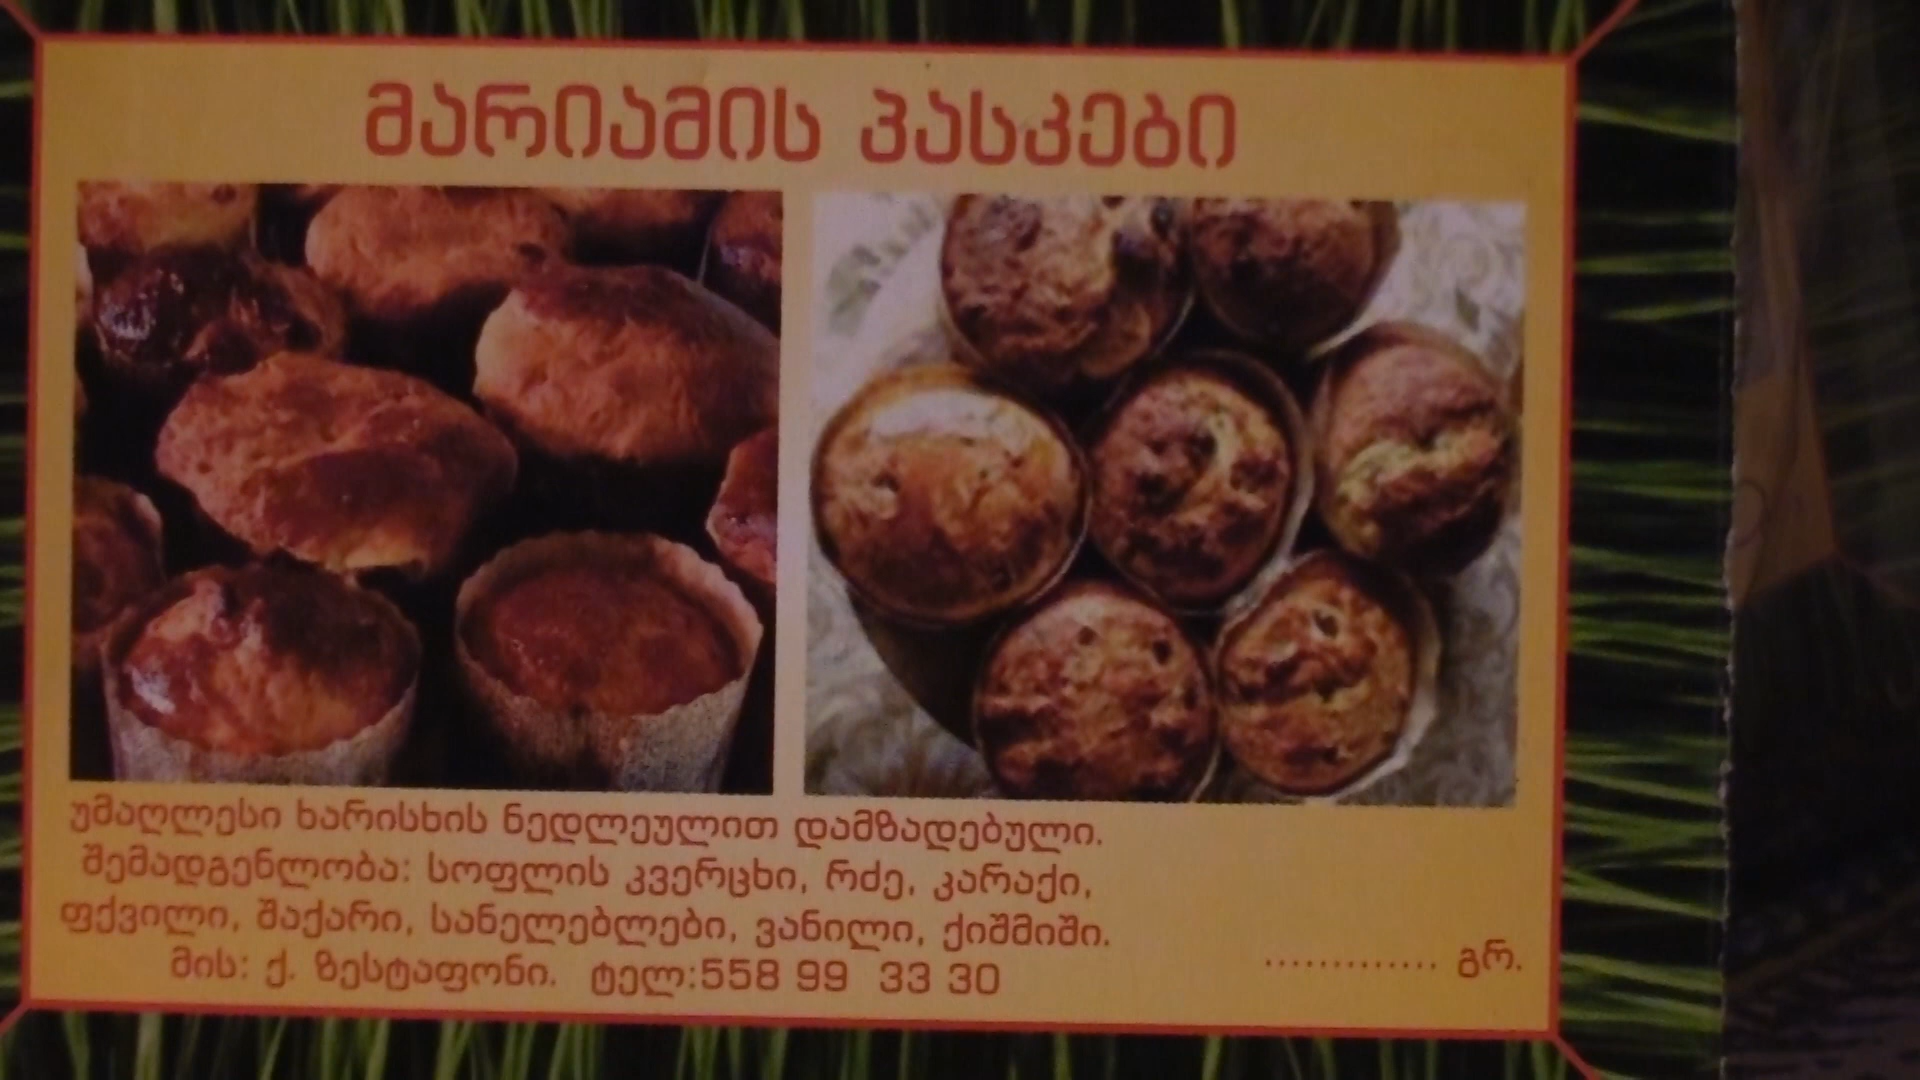 მარიამის პასკები
უმაღლესი ხარისხის ნედლეულით დამზადებული.
შემადგენლობა: სოფლის კვერცხი, რძე, კარაქი,
ფქვილი, შაქარი, სანელებლები, ვანილი, ქიშმიში.
მის: ქ. ზესტაფონი. ტელ:558 99 33 30
............. გრ.